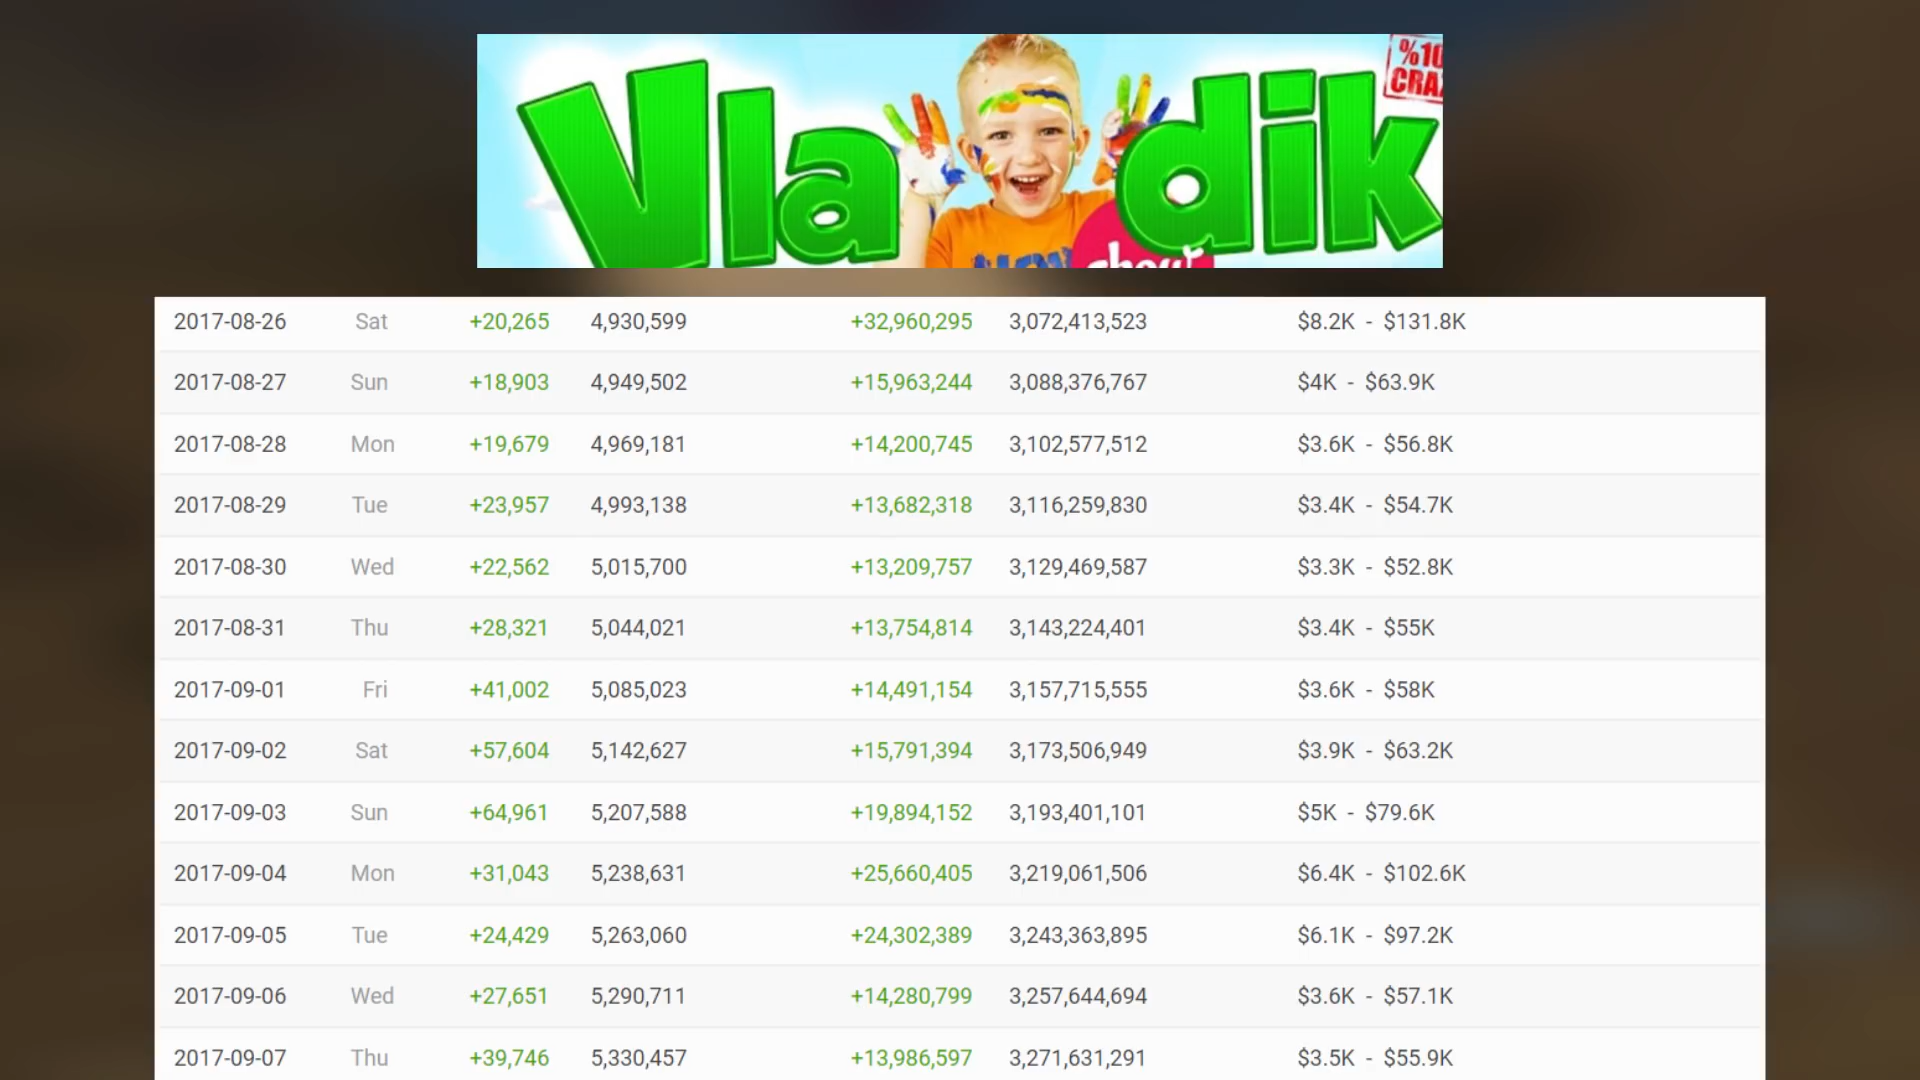 %10
CRA
Vladik
show
2017-08-26 Sat +20,265 4,930,599 +32,960,295 3,072,413,523 $8.2K - $131.8K
2017-08-27 Sun +18,903 4,949,502 +15,963,244 3,088,376,767 $4K - $63.9K
2017-08-28 Mon +19,679 4,969,181 +14,200,745 3,102,577,512 $3.6K - $56.8K
2017-08-29 Tue +23,957 4,993,138 +13,682,318 3,116,259,830 $3.4K - $54.7K
2017-08-30 Wed +22,562 5,015,700 +13,209,757 3,129,469,587 $3.3K - $52.8K
2017-08-31 Thu +28,321 5,044,021 +13,754,814 3,143,224,401 $3.4K - $55K
2017-09-01 Fri +41,002 5,085,023 +14,491,154 3,157,715,555 $3.6K - $58K
2017-09-02 Sat +57,604 5,142,627 +15,791,394 3,173,506,949 $3.9K - $63.2K
2017-09-03 Sun +64,961 5,207,588 +19,894,152 3,193,401,101 $5K - $79.6K
2017-09-04 Mon +31,043 5,238,631 +25,660,405 3,219,061,506 $6.4K - $102.6K
2017-09-05 Tue +24,429 5,263,060 +24,302,389 3,243,363,895 $6.1K - $97.2K
2017-09-06 Wed +27,651 5,290,711 +14,280,799 3,257,644,694 $3.6K - $57.1K
2017-09-07 Thu +39,746 5,330,457 +13,986,597 3,271,631,291 $3.5K - $55.9K